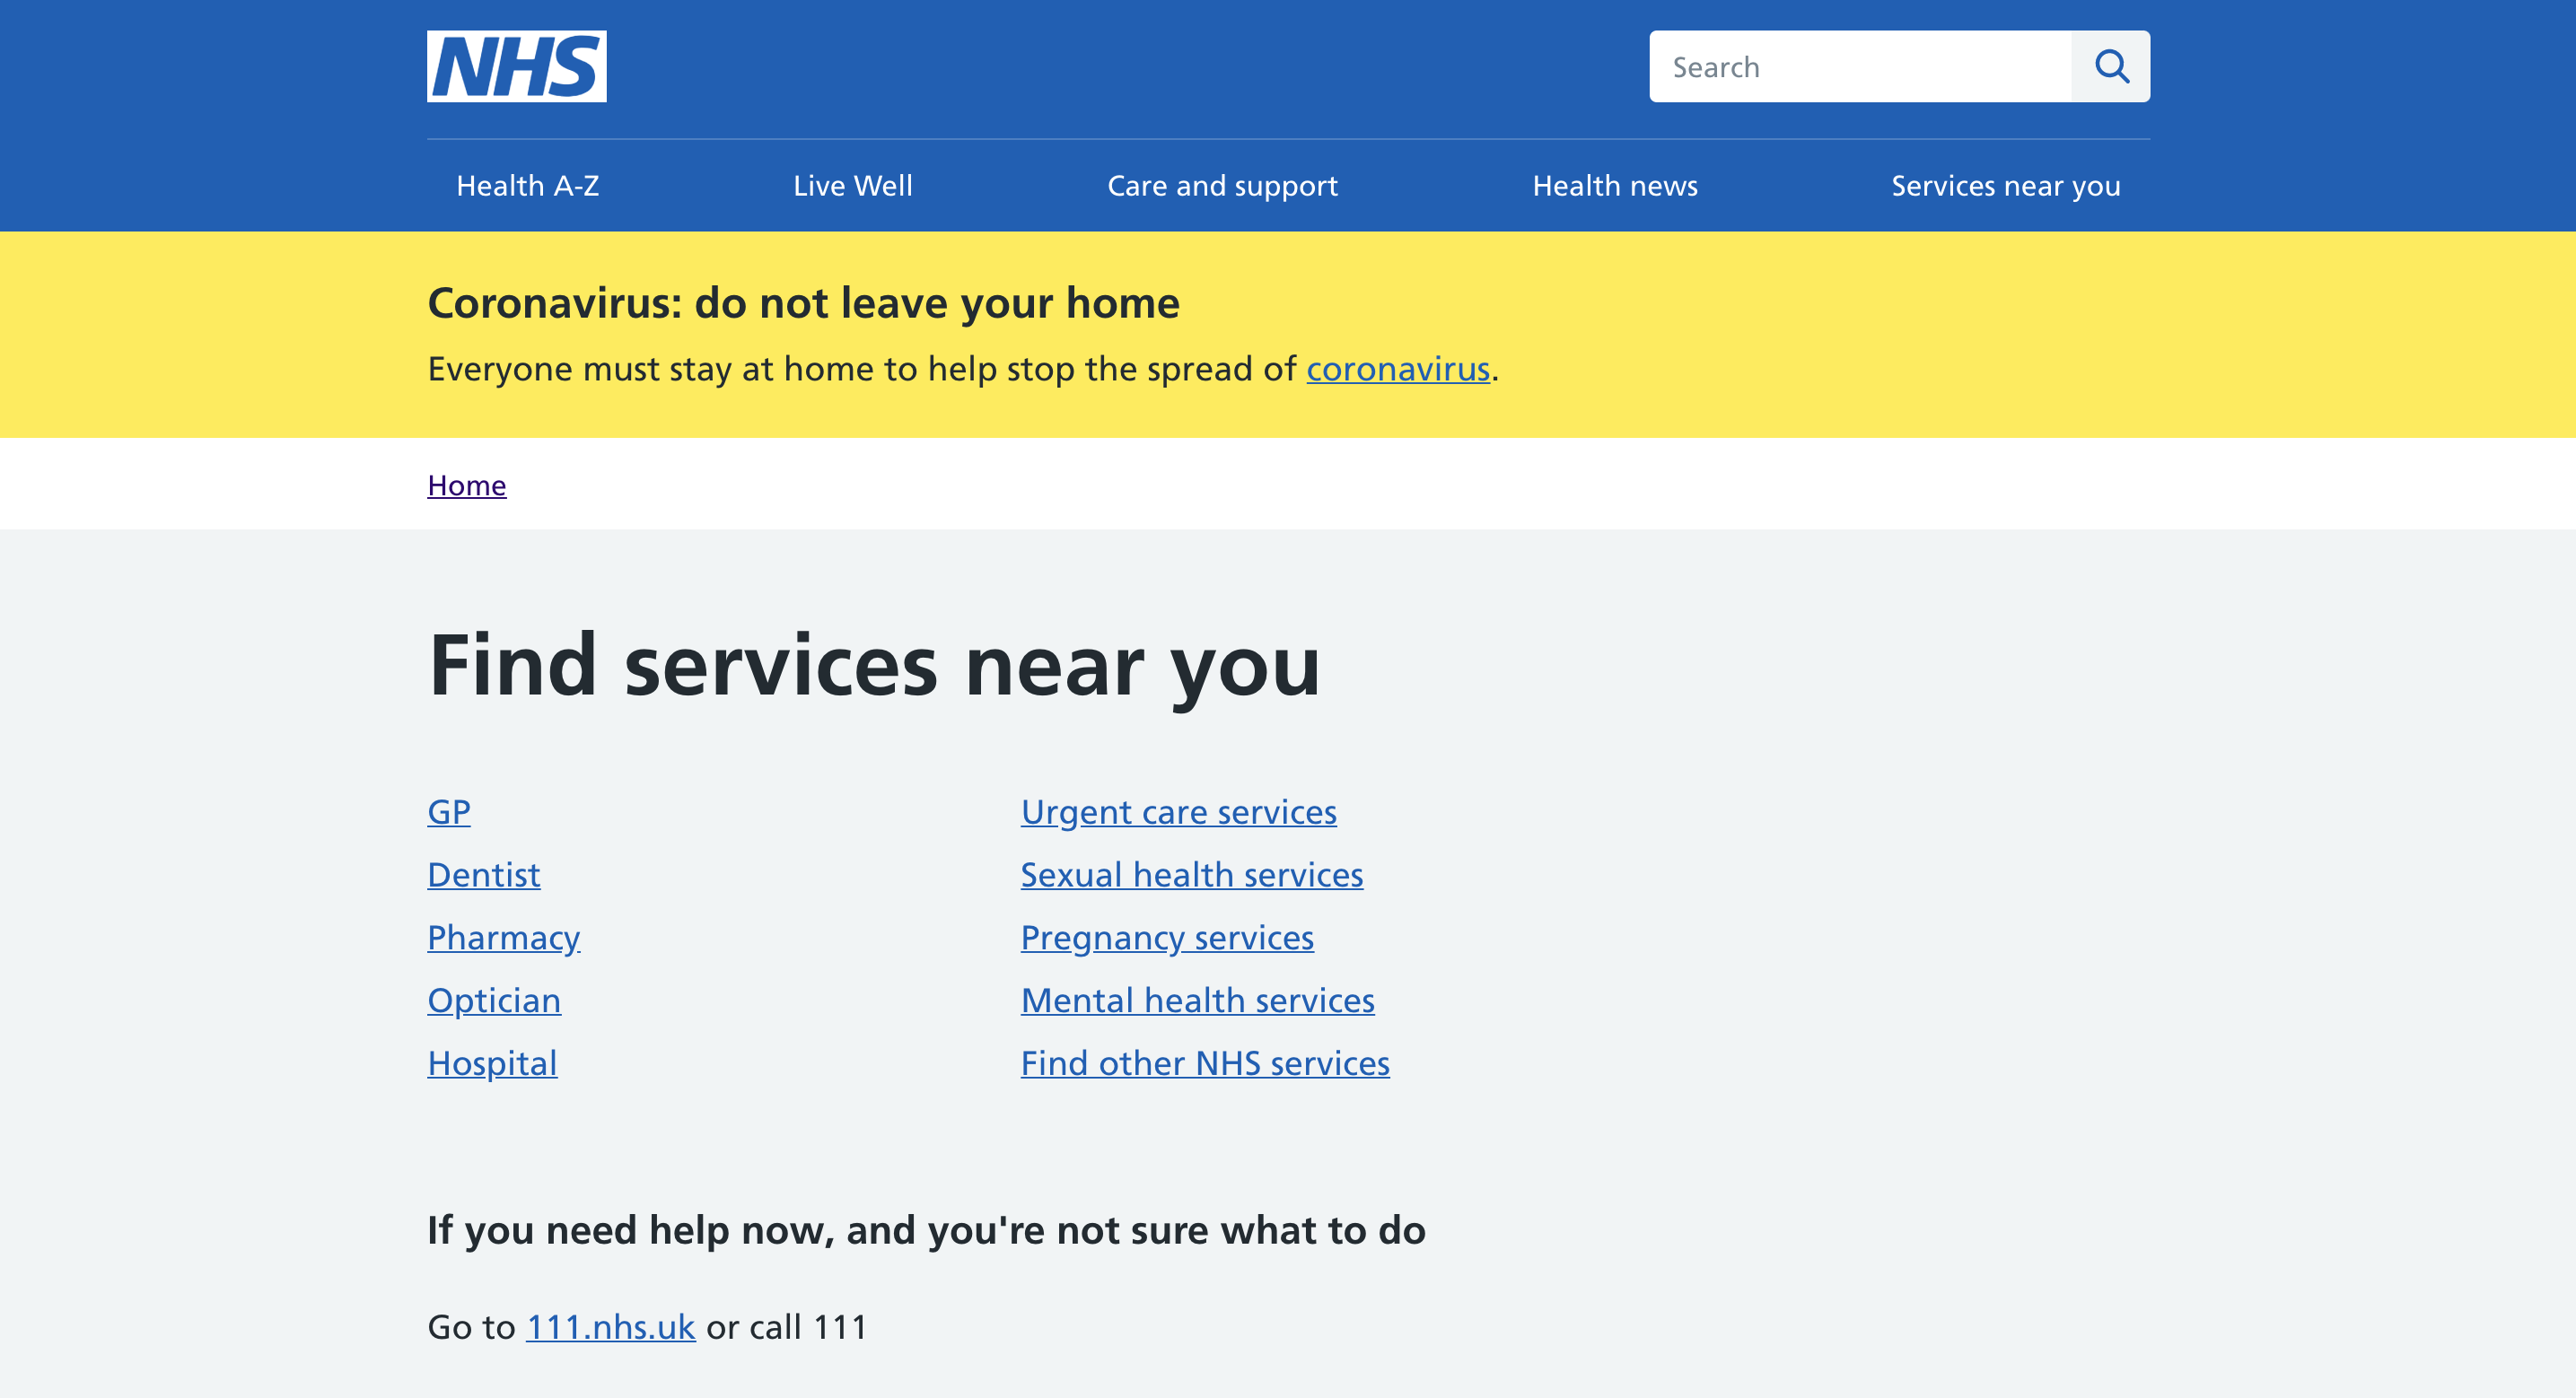 NHS
Search
Health A-Z
Live Well
Care and support
Health news
Services near you
Coronavirus: do not leave your home
Everyone must stay at home to help stop the spread of coronavirus.
Home
Find services near you
GP
Dentist
Pharmacy
Optician
Hospital
Urgent care services
Sexual health services
Pregnancy services
Mental health services
Find other NHS services
If you need help now, and you're not sure what to do
Go to 111.nhs.uk or call 111